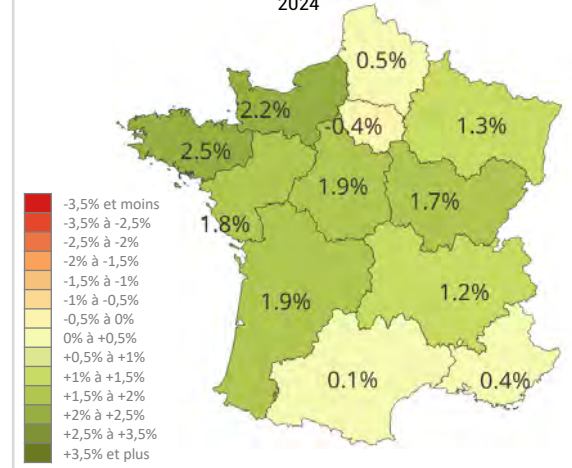 2024
0.5%
2.2%
-0.4%
1.3%
2.5%
1.9%
1.7%
1.8%
1.9%
1.2%
0.1%
0.4%
-3,5% et moins
-3,5% à -2,5%
-2,5% à -2%
-2% à -1,5%
-1,5% à -1%
-1% à -0,5%
-0,5% à 0%
0% à +0,5%
+0,5% à +1%
+1% à +1,5%
+1,5% à +2%
+2% à +2,5%
+2,5% à +3,5%
+3,5% et plus